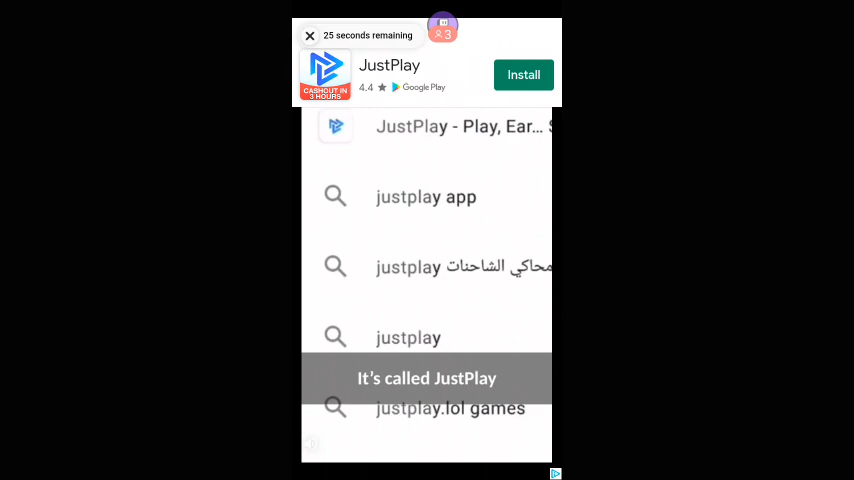 25 seconds remaining
3
JustPlay
CASHOUT IN
3 HOURS
4.4 ★ Google Play
Install
JustPlay - Play, Ear... S
justplay app
justplay محاكي الشاحنات
justplay
It's called JustPlay
justplay.lol games